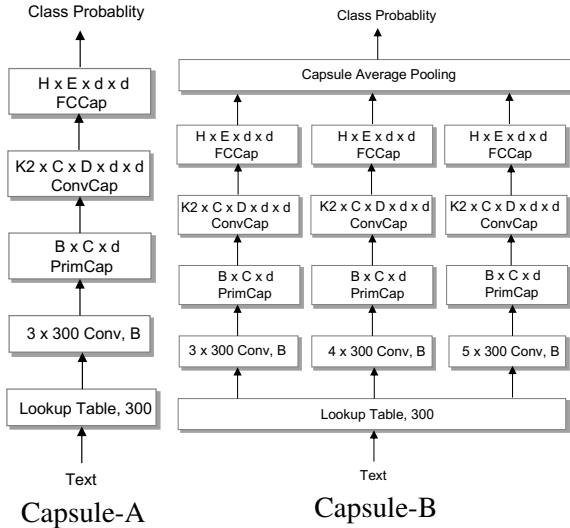 Class Probablity
H x E x d x d
FCCap
K2 x C x D x d x d
ConvCap
B x C x d
PrimCap
3 x 300 Conv, B
Lookup Table, 300
Text
Capsule-A
Class Probablity
Capsule Average Pooling
H x E x d x d
FCCap
H x E x d x d
FCCap
H x E x d x d
FCCap
K2 x C x D x d x d
ConvCap
K2 x C x D x d x d
ConvCap
K2 x C x D x d x d
ConvCap
B x C x d
PrimCap
B x C x d
PrimCap
B x C x d
PrimCap
3 x 300 Conv, B
4 x 300 Conv, B
5 x 300 Conv, B
Lookup Table, 300
Text
Capsule-B